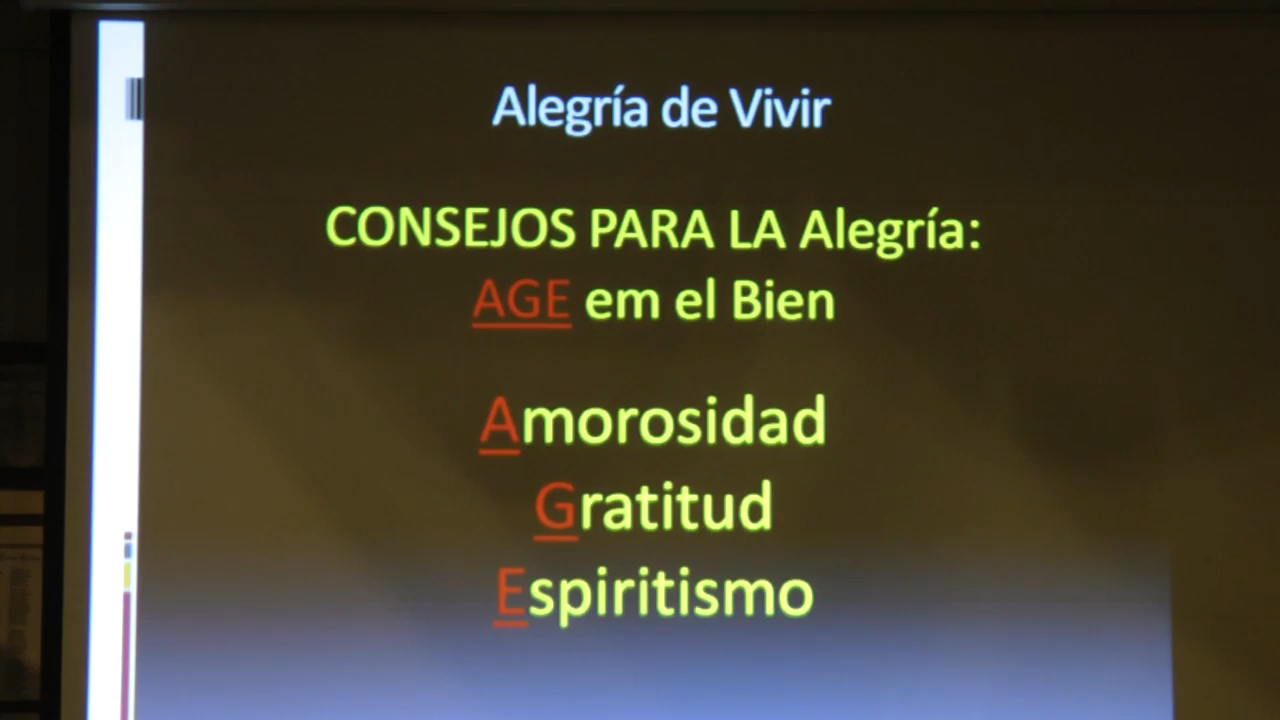 Alegría de Vivir
CONSEJOS PARA LA Alegría:
AGE em el Bien
Amorosidad
Gratitud
Espiritismo